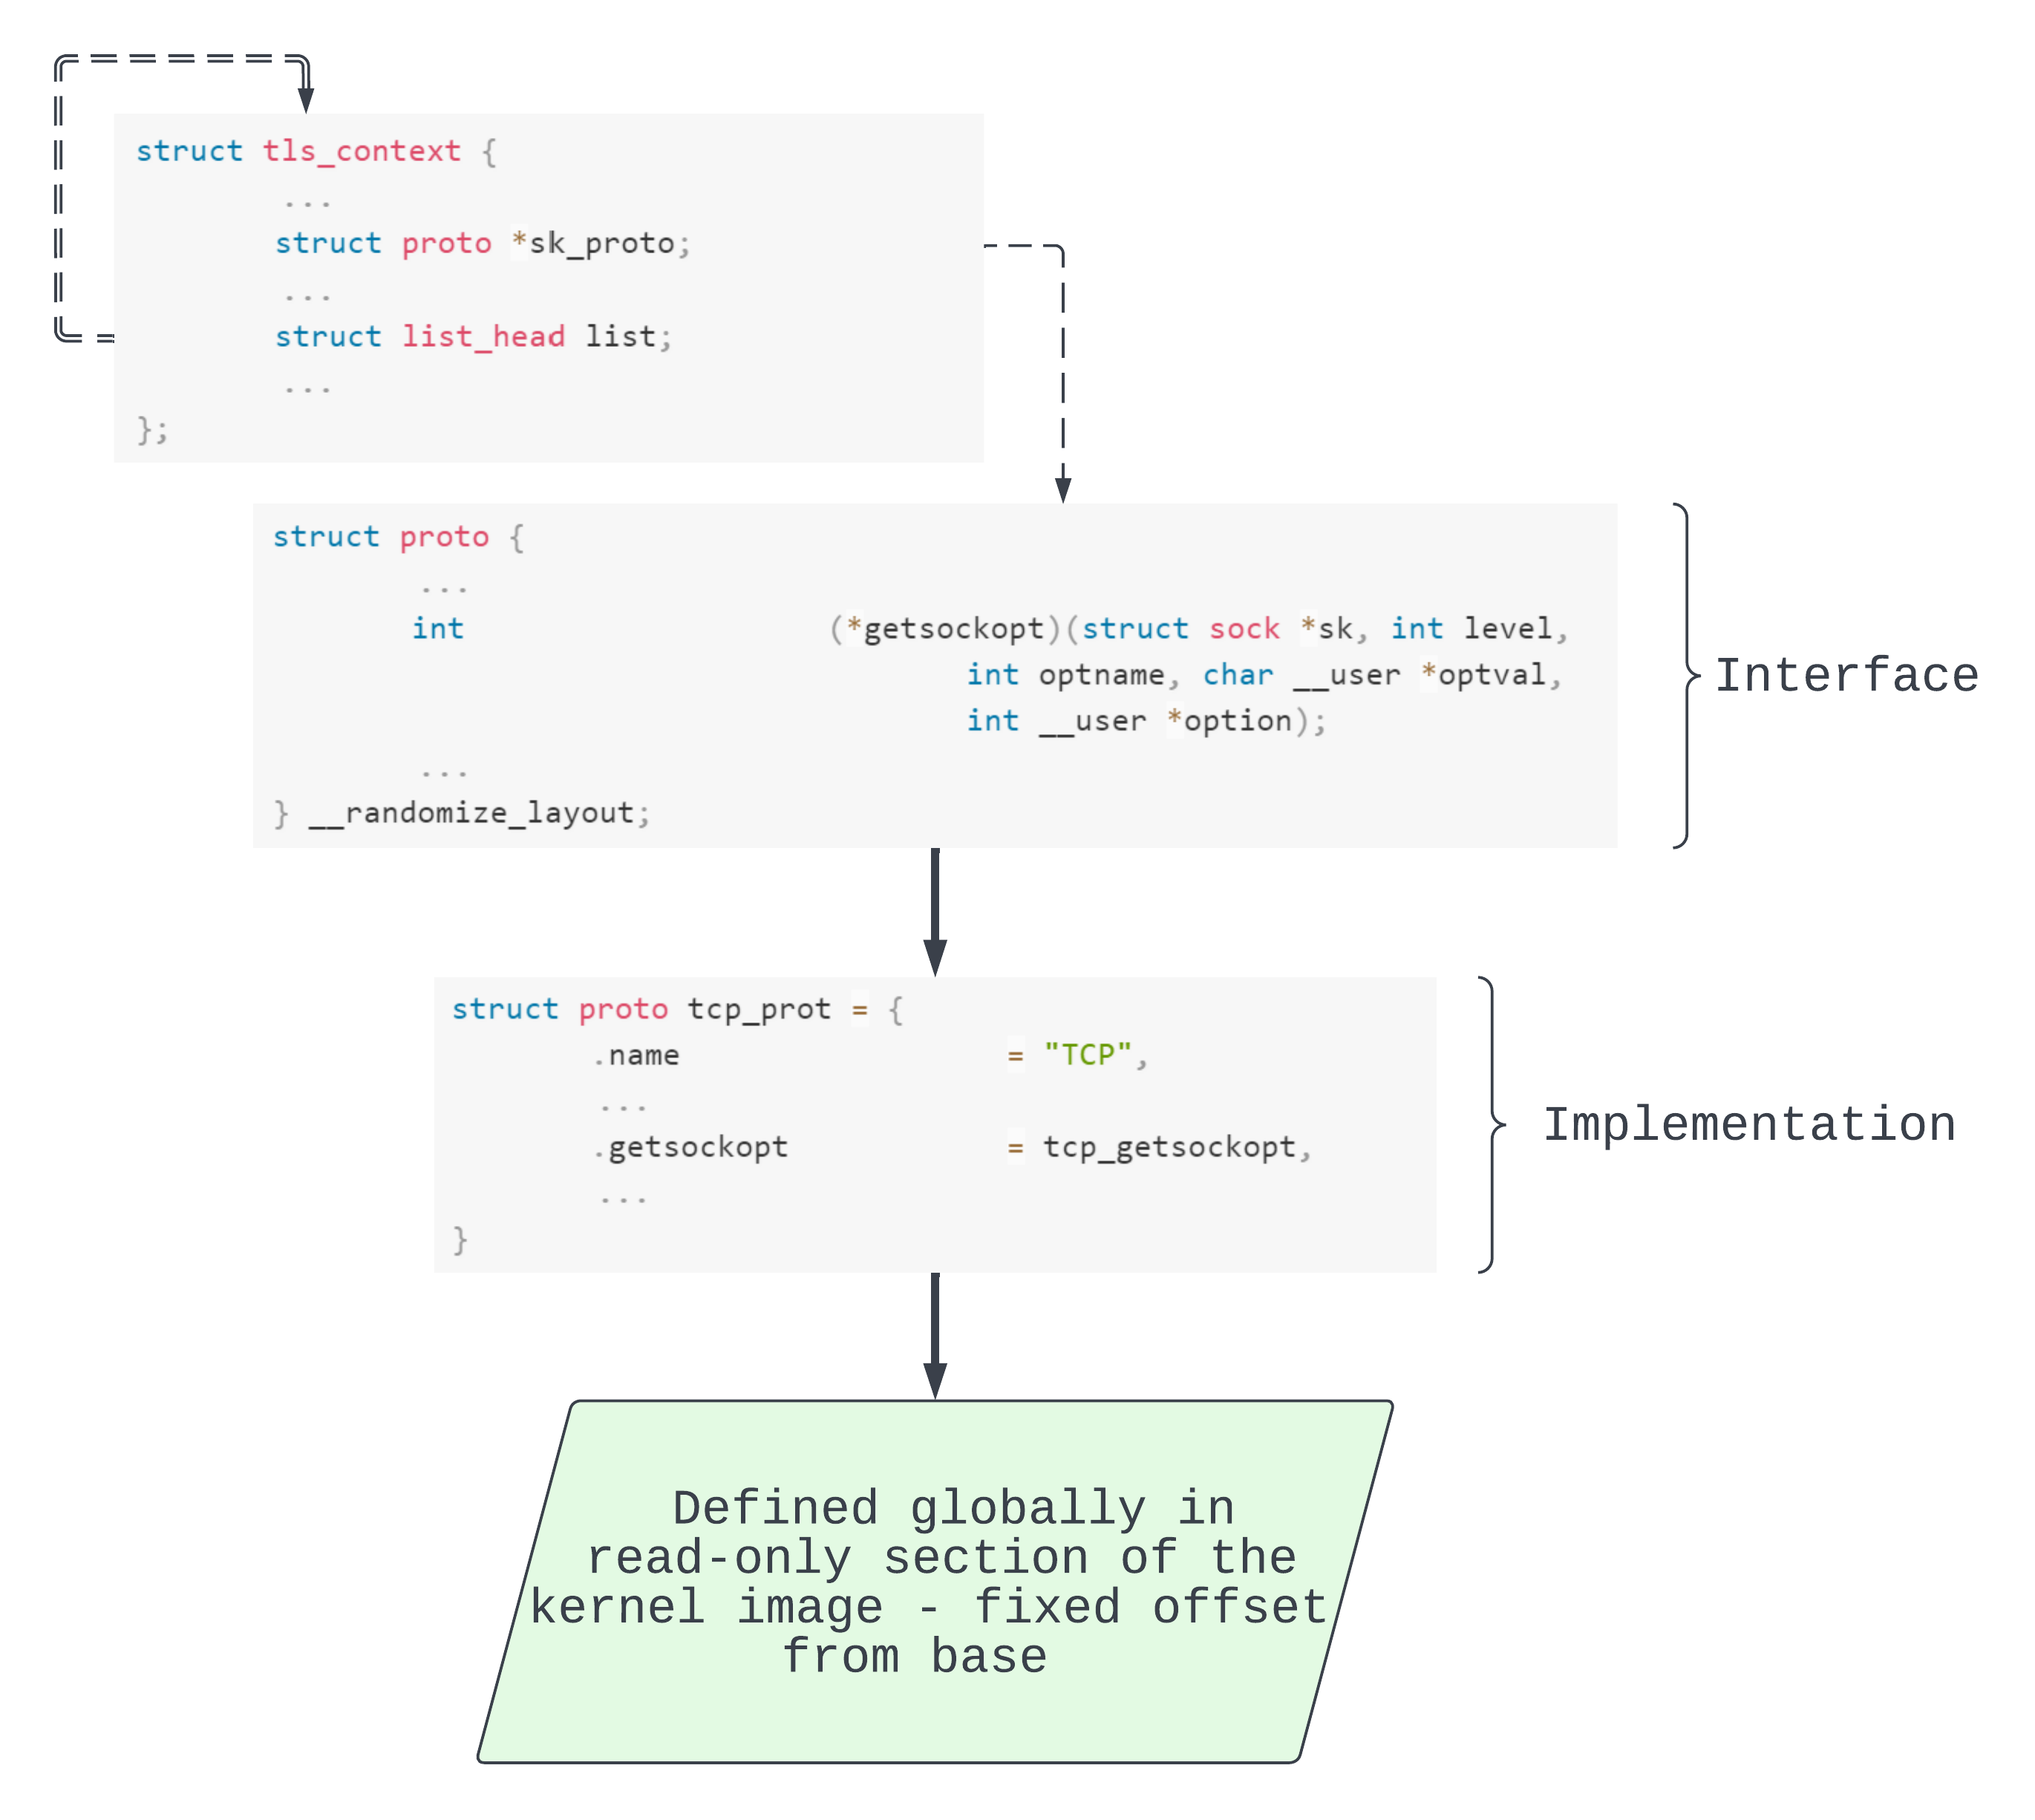 struct tls_context {
...
struct proto *sk_proto;
...
struct list_head list;
...
};
struct proto {
...
int (*getsockopt)(struct sock *sk, int level,
int optname, char __user *optval,
int __user *option);
...
} __randomize_layout;
Interface
struct proto tcp_prot = {
.name = "TCP",
...
.getsockopt = tcp_getsockopt,
...
}
Implementation
Defined globally in
read-only section of the
kernel image - fixed offset
from base